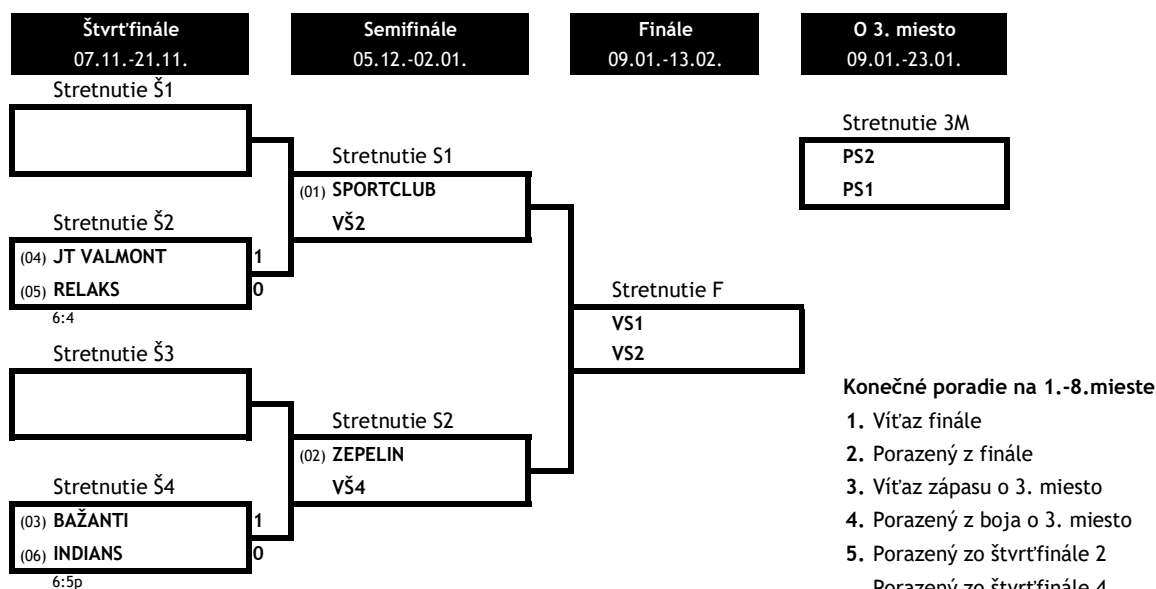 Štvrťfinále
07.11.-21.11.
Semifinále
05.12.-02.01.
Finále
09.01.-13.02.
O 3. miesto
09.01.-23.01.
Stretnutie Š1
Stretnutie Š2
(04) JT VALMONT 1
(05) RELAKS 0
6:4
Stretnutie Š3
Stretnutie Š4
(03) BAŽANTI 1
(06) INDIANS 0
6:5p
Stretnutie S1
(01) SPORTCLUB
VŠ2
Stretnutie S2
(02) ZEPELIN
VŠ4
Stretnutie F
VS1
VS2
Stretnutie 3M
PS2
PS1
Konečné poradie na 1.-8.mieste
1. Víťaz finále
2. Porazený z finále
3. Víťaz zápasu o 3. miesto
4. Porazený z boja o 3. miesto
5. Porazený zo štvrťfinále 2
Porazený zo štvrťfinále 4